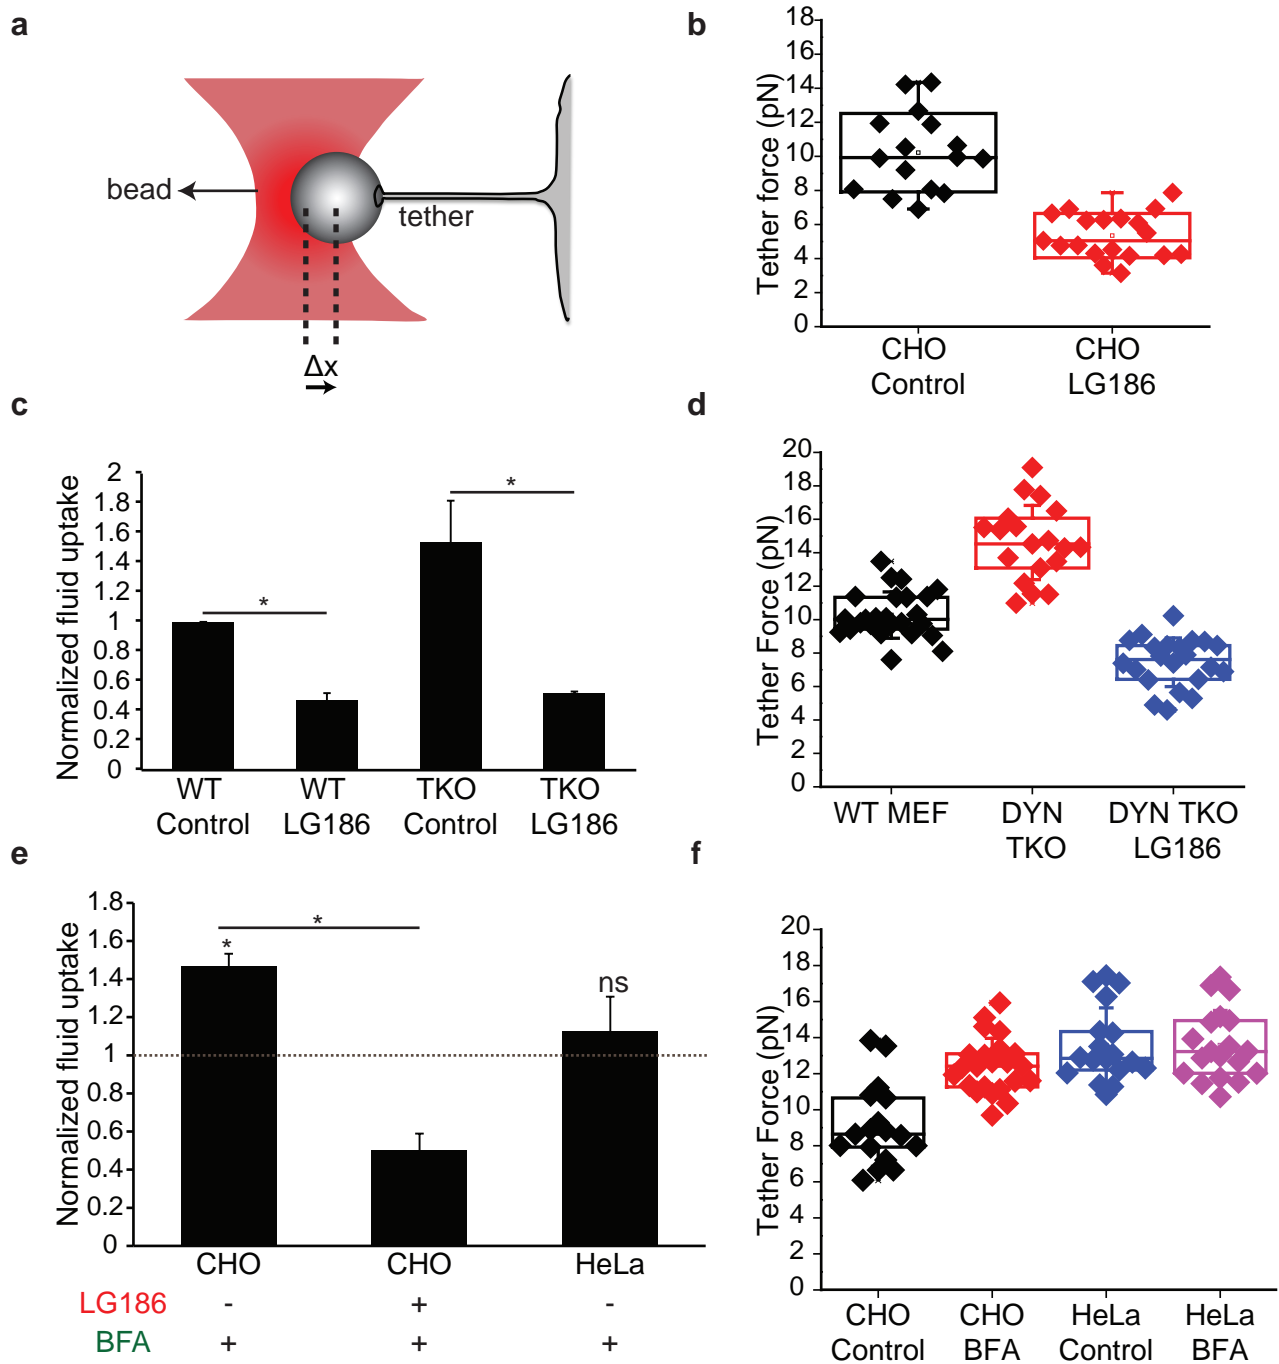 a
bead
tether
Δx
b
Tether force (pN)
18
16
14
12
10
8
6
4
2
0
CHO
Control
CHO
LG186
c
Normalized fluid uptake
2
1.8
1.6
1.4
1.2
1
0.8
0.6
0.4
0.2
0
*
*
WT
Control
WT
LG186
TKO
Control
TKO
LG186
d
Tether Force (pN)
20
18
16
14
12
10
8
6
4
2
0
WT MEF
DYN
TKO
DYN TKO
LG186
e
Normalized fluid uptake
1.8
1.6
1.4
1.2
1
0.8
0.6
0.4
0.2
0
*
*
ns
CHO
CHO
HeLa
LG186 - + -
BFA + + +
f
Tether Force (pN)
20
18
16
14
12
10
8
6
4
2
0
CHO
Control
CHO
BFA
HeLa
Control
HeLa
BFA